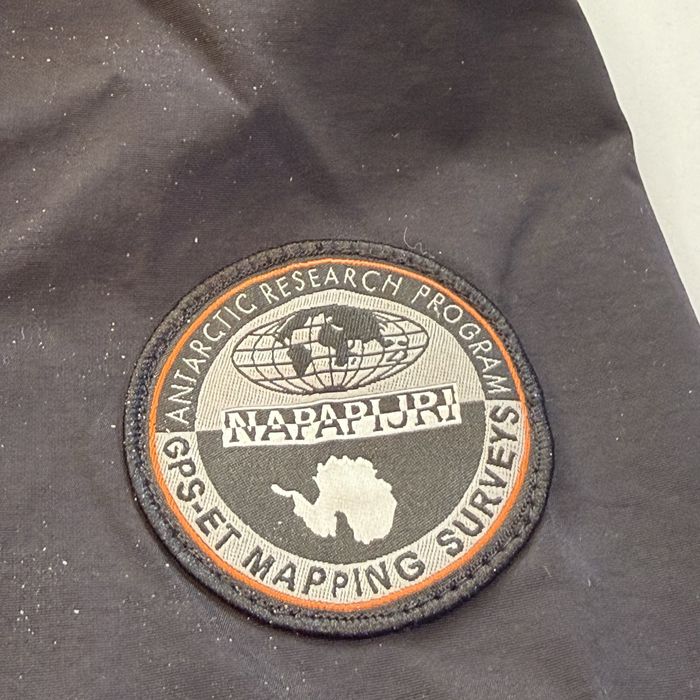 ANTARCTIC RESEARCH PROGRAM
NAPAPIJRI
GPS-ET MAPPING SURVEYS